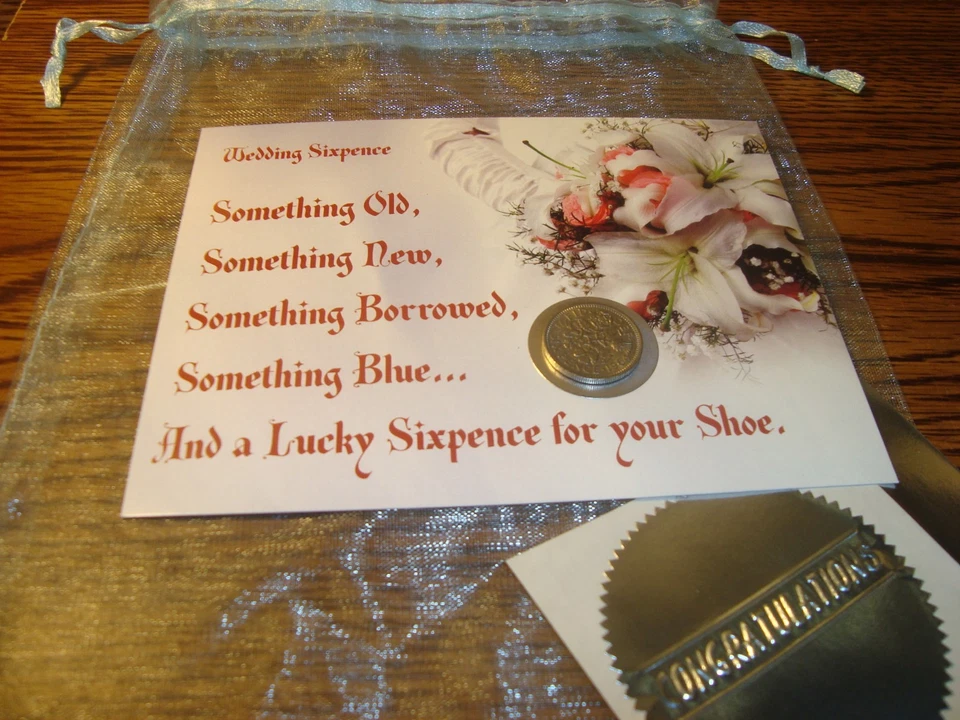 Wedding Sixpence
Something Old,
Something New,
Something Borrowed,
Something Blue...
And a Lucky Sixpence for your Shoe.
CONGRATULATIONS